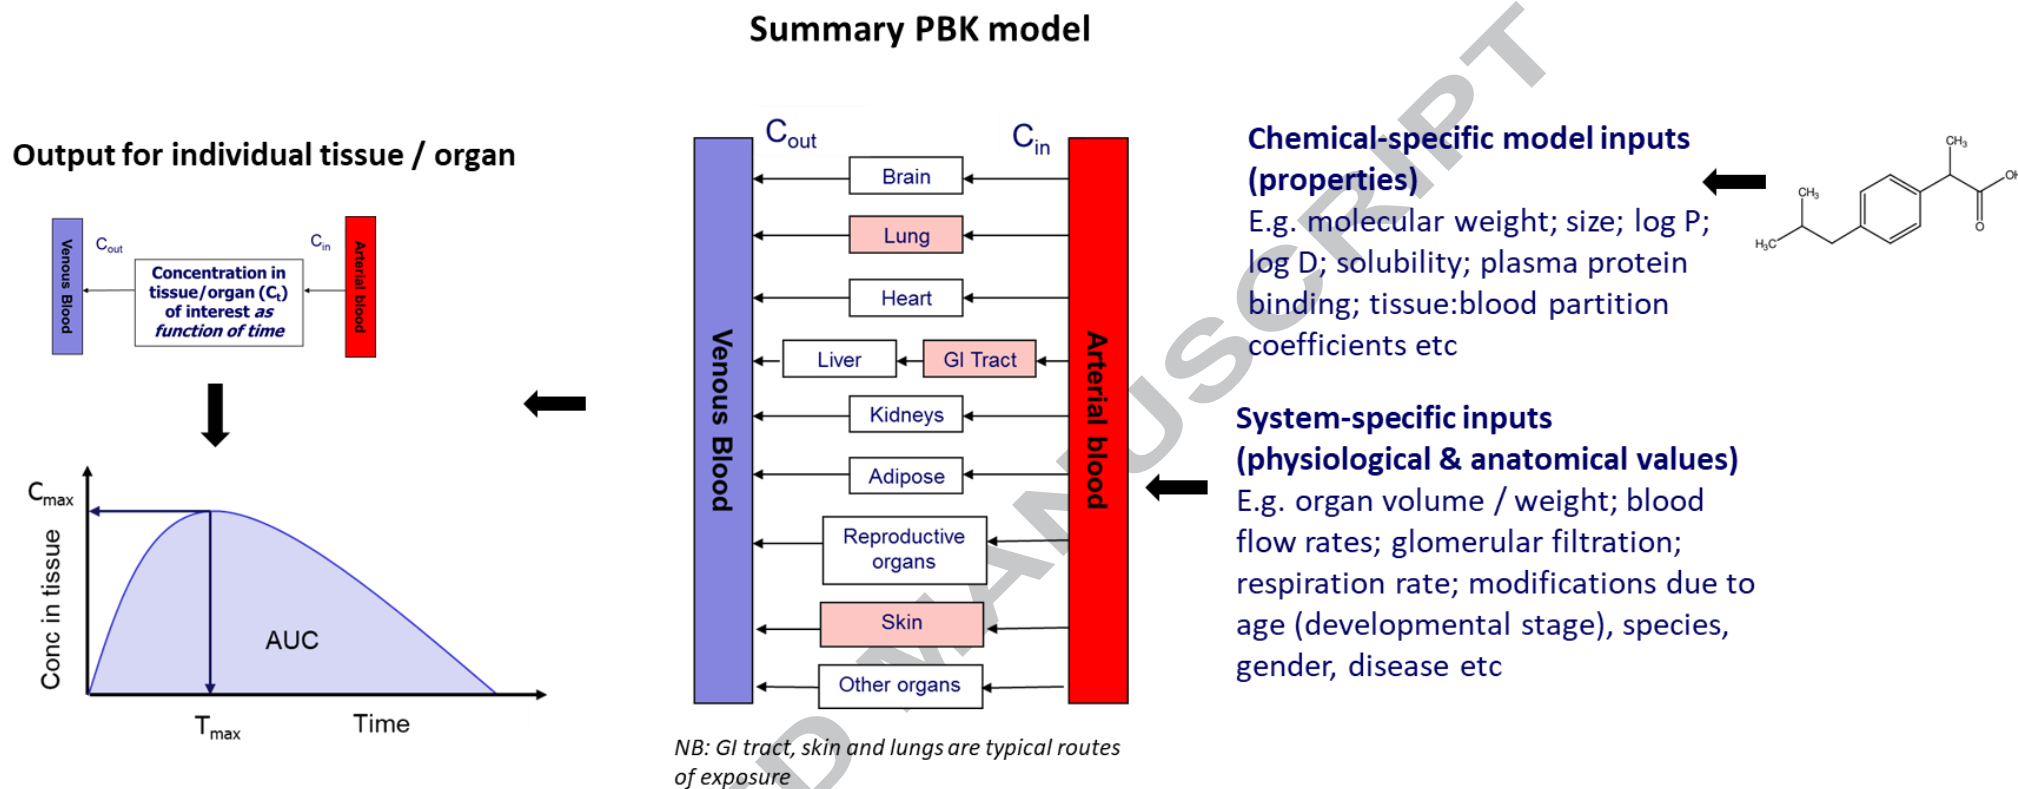 Summary PBK model
Output for individual tissue / organ
Venous Blood
Cout
Cin
Arterial blood
Concentration in
tissue/organ (Ct)
of interest as
function of time
Cmax
Conc in tissue
AUC
Tmax
Time
Cout
Cin
Venous Blood
Arterial blood
Brain
Lung
Heart
Liver
GI Tract
Kidneys
Adipose
Reproductive
organs
Skin
Other organs
NB: GI tract, skin and lungs are typical routes
of exposure
Chemical-specific model inputs
(properties)
E.g. molecular weight; size; log P;
log D; solubility; plasma protein
binding; tissue:blood partition
coefficients etc
CH3
OH
O
CH3
H3C
System-specific inputs
(physiological & anatomical values)
E.g. organ volume / weight; blood
flow rates; glomerular filtration;
respiration rate; modifications due to
age (developmental stage), species,
gender, disease etc
D MANUSCRIPT